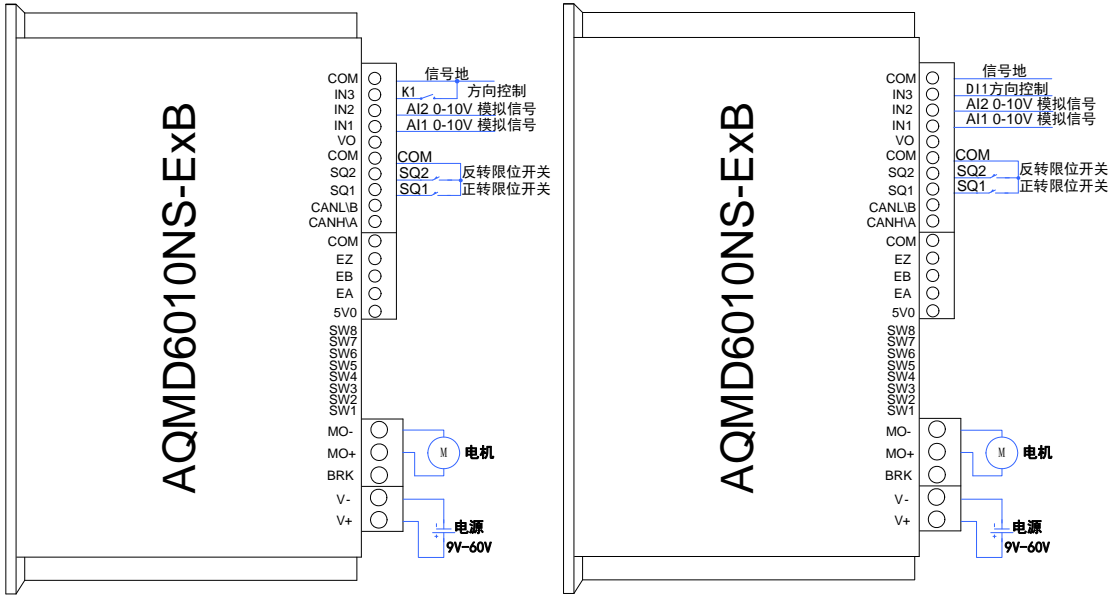 AQMD6010NS-ExB
COM
信号地
IN3
K1
方向控制
IN2
AI2 0-10V 模拟信号
IN1
AI1 0-10V 模拟信号
VO
COM
COM
SQ2
SQ2
反转限位开关
SQ1
SQ1
正转限位开关
CANL\B
CANH\A
COM
EZ
EB
EA
5V0
SW8
SW7
SW6
SW5
SW4
SW3
SW2
SW1
MO-
MO+
M
电机
BRK
V-
V+
电源
9V-60V
AQMD6010NS-ExB
COM
信号地
IN3
DI1方向控制
IN2
AI2 0-10V 模拟信号
IN1
AI1 0-10V 模拟信号
VO
COM
COM
SQ2
SQ2
反转限位开关
SQ1
SQ1
正转限位开关
CANL\B
CANH\A
COM
EZ
EB
EA
5V0
SW8
SW7
SW6
SW5
SW4
SW3
SW2
SW1
MO-
MO+
M
电机
BRK
V-
V+
电源
9V-60V